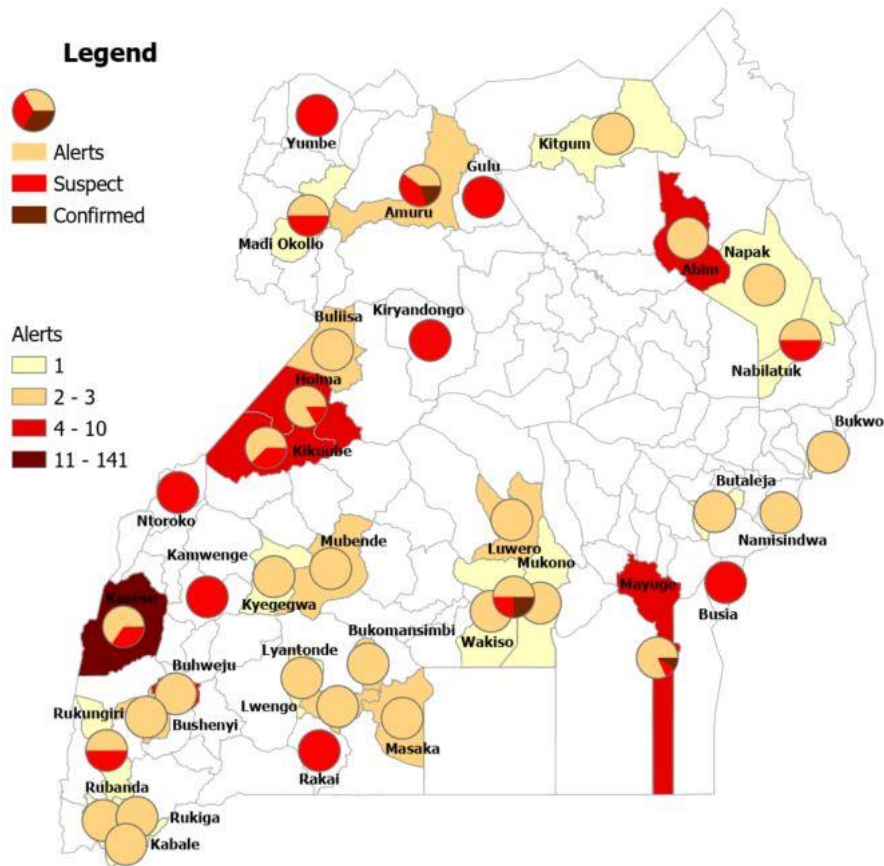 Legend
Alerts
Suspect
Confirmed
Alerts
1
2 - 3
4 - 10
11 - 141
Yumbe
Kitgum
Gulu
Amuru
Madi Okollo
Abim
Napak
Kiryandongo
Buliisa
Nabilatuk
Hoima
Bukwo
Kikuube
Butaleja
Ntoroko
Luwero
Namisindwa
Kamwenge
Mubende
Mukono
Mayuge
Kasese
Kyegegwa
Busia
Bukomansimbi
Wakiso
Buhweju
Lyantonde
Rukungiri
Lwengo
Bushenyi
Masaka
Rakai
Rubanda
Rukiga
Kabale